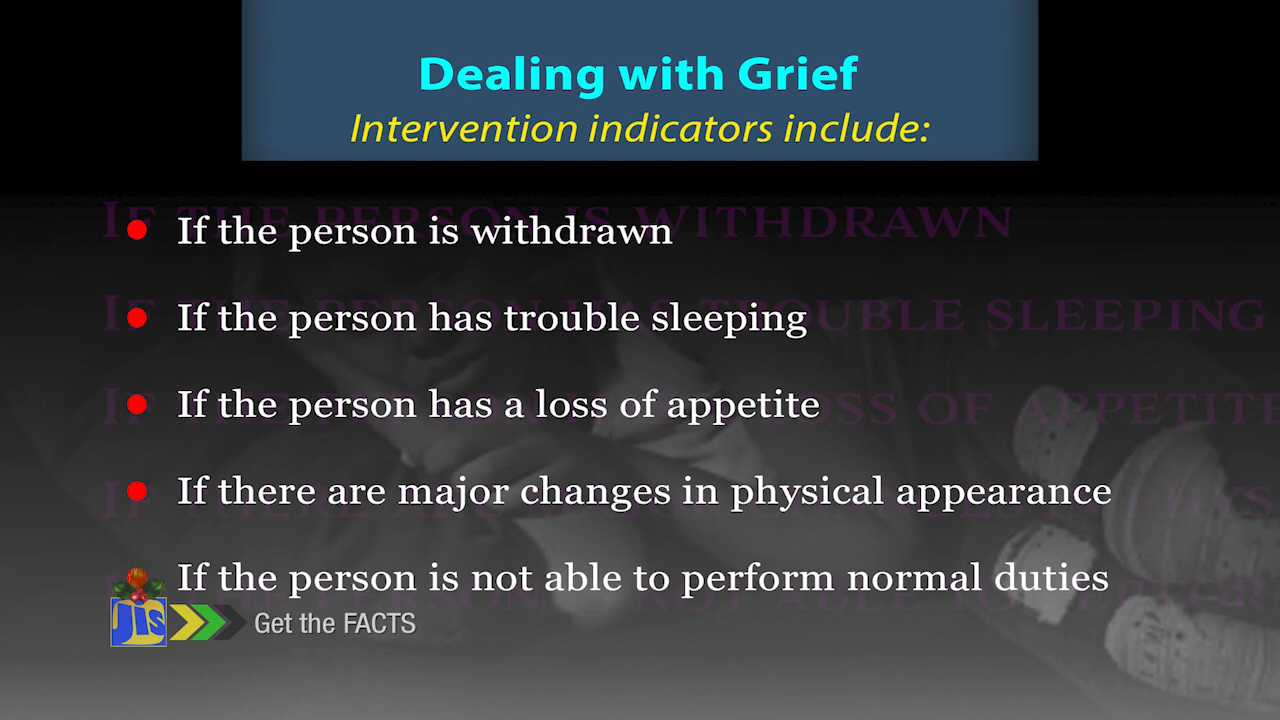 Dealing with Grief
Intervention indicators include:
If the person is withdrawn
If the person has trouble sleeping
If the person has a loss of appetite
If there are major changes in physical appearance
If the person is not able to perform normal duties
JIS
Get the FACTS